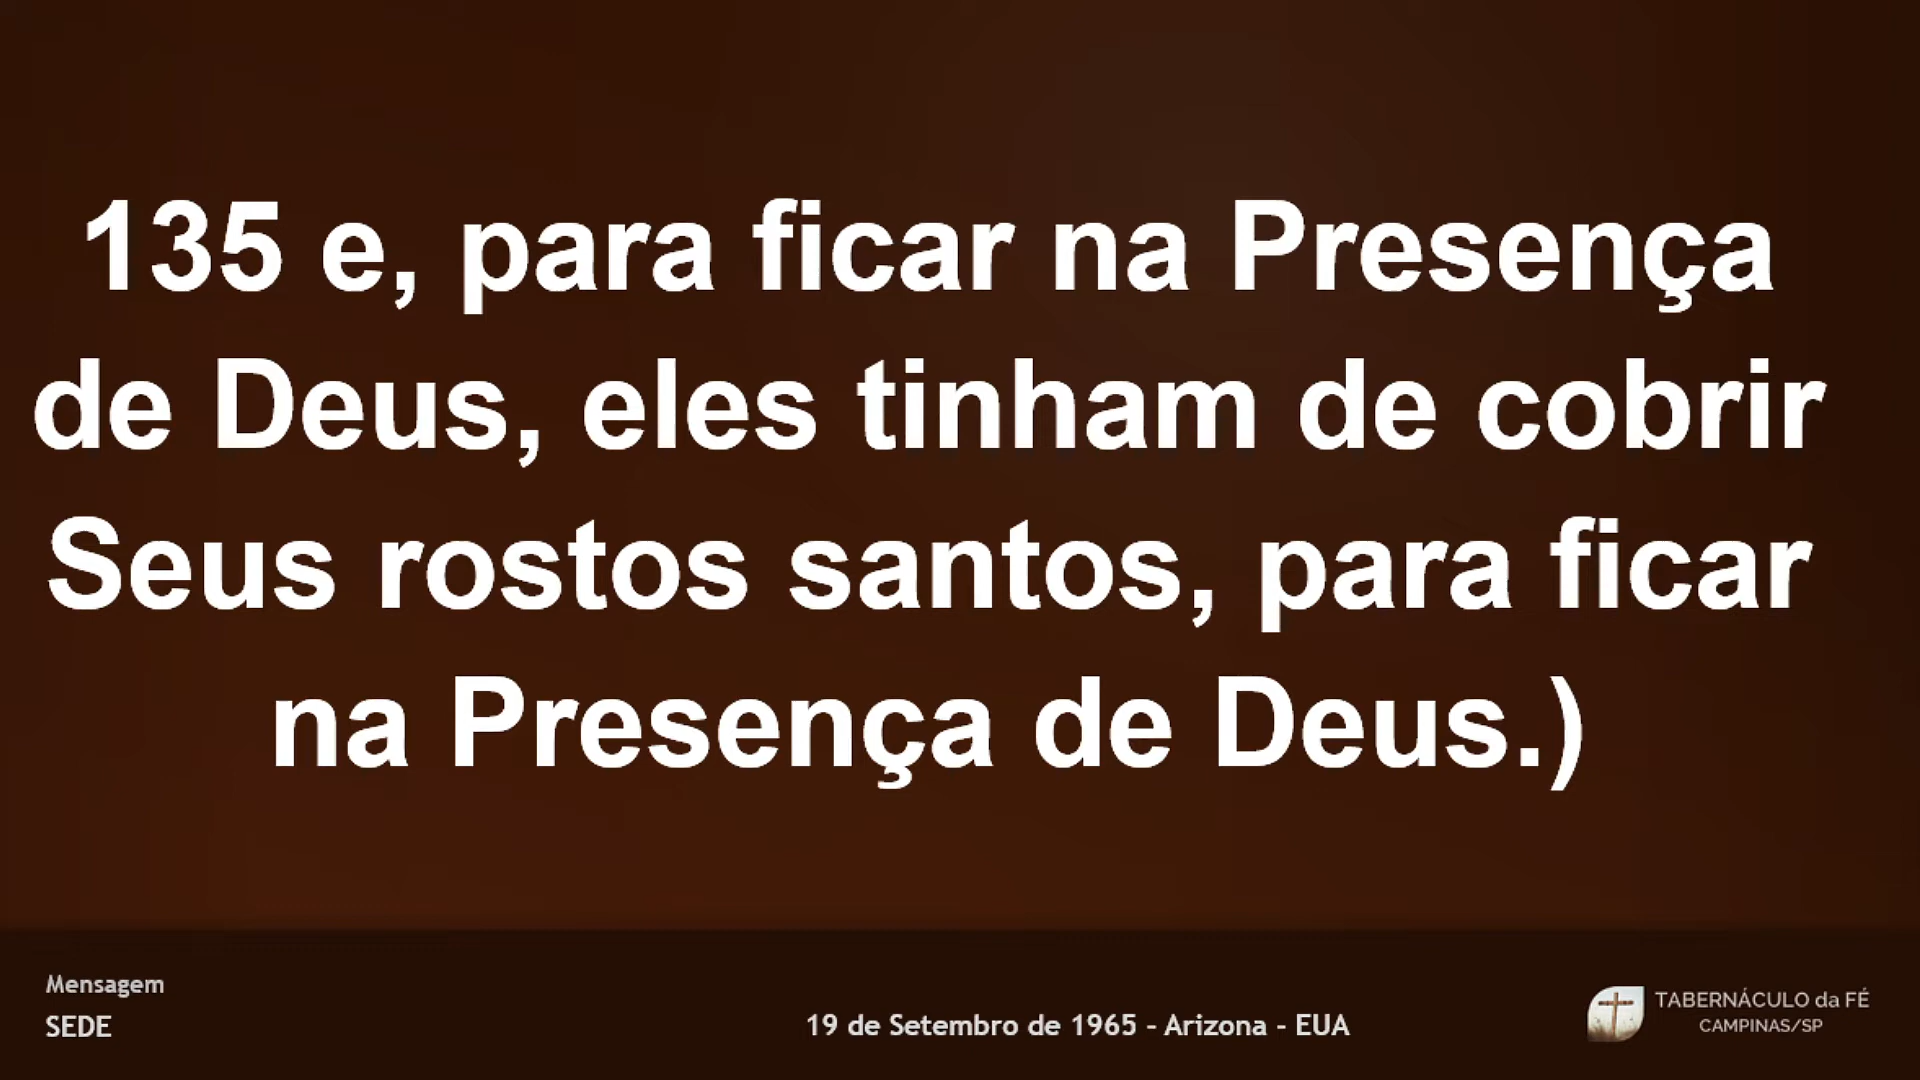 135 e, para ficar na Presença
de Deus, eles tinham de cobrir
Seus rostos santos, para ficar
na Presença de Deus.)
Mensagem
SEDE
19 de Setembro de 1965 - Arizona - EUA
TABERNÁCULO da FÉ
CAMPINAS/SP